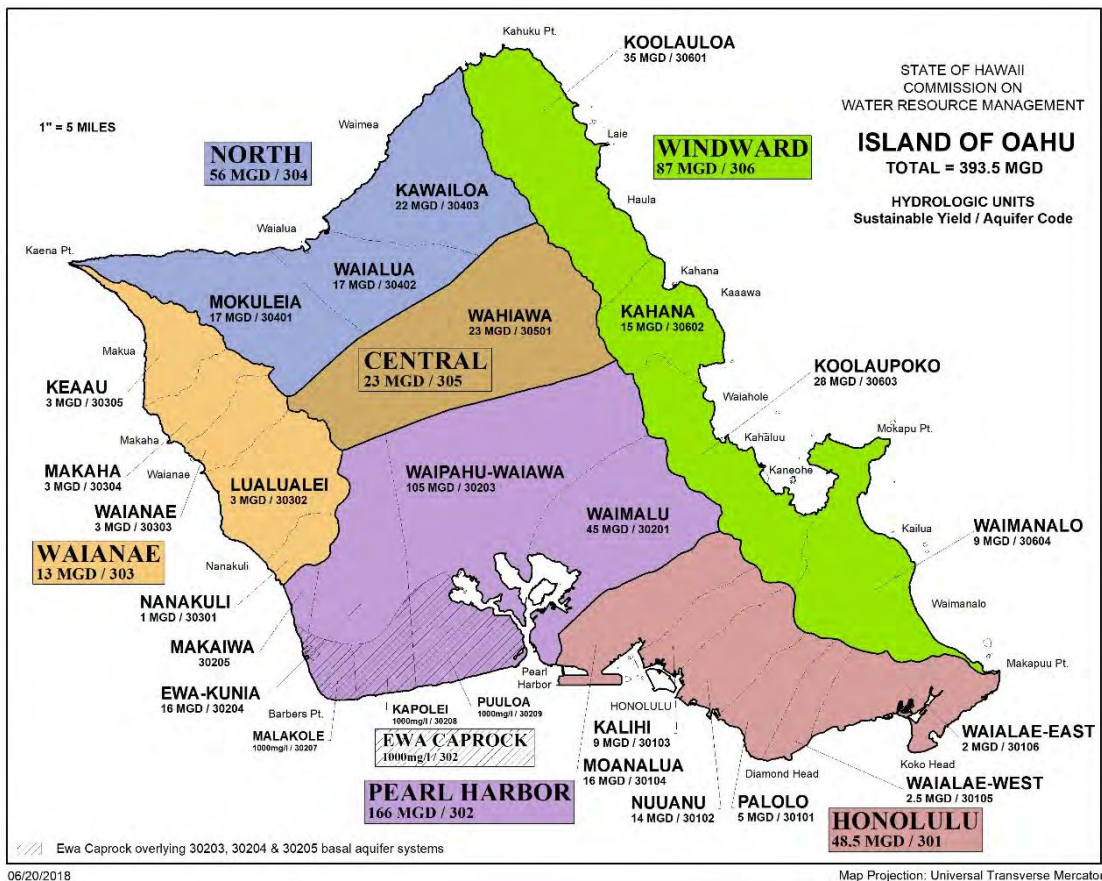 Kahuku Pt.
KOOLAULOA
35 MGD / 30601
STATE OF HAWAII
COMMISSION ON
WATER RESOURCE MANAGEMENT
ISLAND OF OAHU
TOTAL = 393.5 MGD
HYDROLOGIC UNITS
Sustainable Yield / Aquifer Code
1" = 5 MILES
Waimea
Laie
NORTH
56 MGD / 304
WINDWARD
87 MGD / 306
KAWAILOA
22 MGD / 30403
Haula
Waialua
Kaena Pt.
WAIALUA
17 MGD / 30402
Kahana
Kaaawa
MOKULEIA
17 MGD / 30401
WAHIAWA
23 MGD / 30501
KAHANA
15 MGD / 30602
Makua
CENTRAL
23 MGD / 305
KOOLAUPOKO
28 MGD / 30603
KEAAU
3 MGD / 30305
Waiahole
Makaha
Kahaluu
Mokapu Pt.
MAKAHA
3 MGD / 30304
Waianae
WAIPAHU-WAIAWA
105 MGD / 30203
Kaneohe
LUALUALEI
3 MGD / 30302
WAIANAE
3 MGD / 30303
WAIMALU
45 MGD / 30201
Kailua
WAIMANALO
9 MGD / 30604
WAIANAE
13 MGD / 303
Nanakuli
NANAKULI
1 MGD / 30301
Waimanalo
MAKAIWA
30205
Makapuu Pt.
EWA-KUNIA
16 MGD / 30204
Pearl
Harbor
Barbers Pt.
KAPOLEI
1000mg/l / 30208
PUULOA
1000mg/l / 30209
HONOLULU
MALAKOLE
1000mg/l / 30207
EWA CAPROCK
1000mg/l / 302
KALIHI
9 MGD / 30103
MOANALUA
16 MGD / 30104
Diamond Head
Koko Head
WAIALAE-EAST
2 MGD / 30106
WAIALAE-WEST
2.5 MGD / 30105
PEARL HARBOR
166 MGD / 302
NUUANU
14 MGD / 30102
PALOLO
5 MGD / 30101
HONOLULU
48.5 MGD / 301
Ewa Caprock overlying 30203, 30204 & 30205 basal aquifer systems
06/20/2018
Map Projection: Universal Transverse Mercator